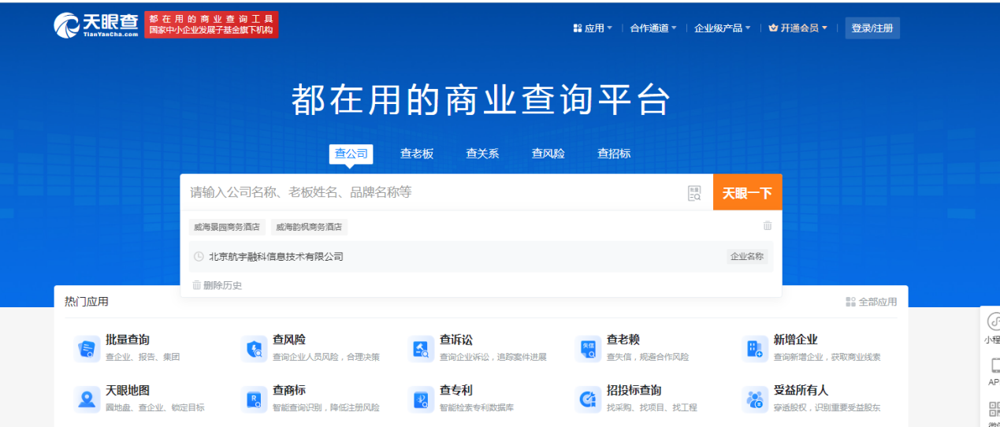 天眼查
TianYanCha.com
都在用的商业查询工具
国家中小企业发展子基金旗下机构
应用
合作通道
企业级产品
开通会员
登录/注册
都在用的商业查询平台
查公司
查老板
查关系
查风险
查招标
请输入公司名称、老板姓名、品牌名称等
批量
天眼一下
威海景园商务酒店
威海韵枫商务酒店
北京航宇融科信息技术有限公司
企业名称
删除历史
热门应用
全部应用
批量查询
查企业、报告、集团
查风险
查询企业人员风险，合理决策
查诉讼
查询企业诉讼，追踪案件进展
失信
查老赖
查失信，规避合作风险
新增企业
查询新增企业，获取商业线索
天眼地图
圈地盘、查企业、锁定目标
R
查商标
智能查询识别，降低注册风险
查专利
智能检索专利数据库
招投标查询
找采购、找项目、找工程
受益所有人
穿透股权，识别重要受益股东
小程
AP